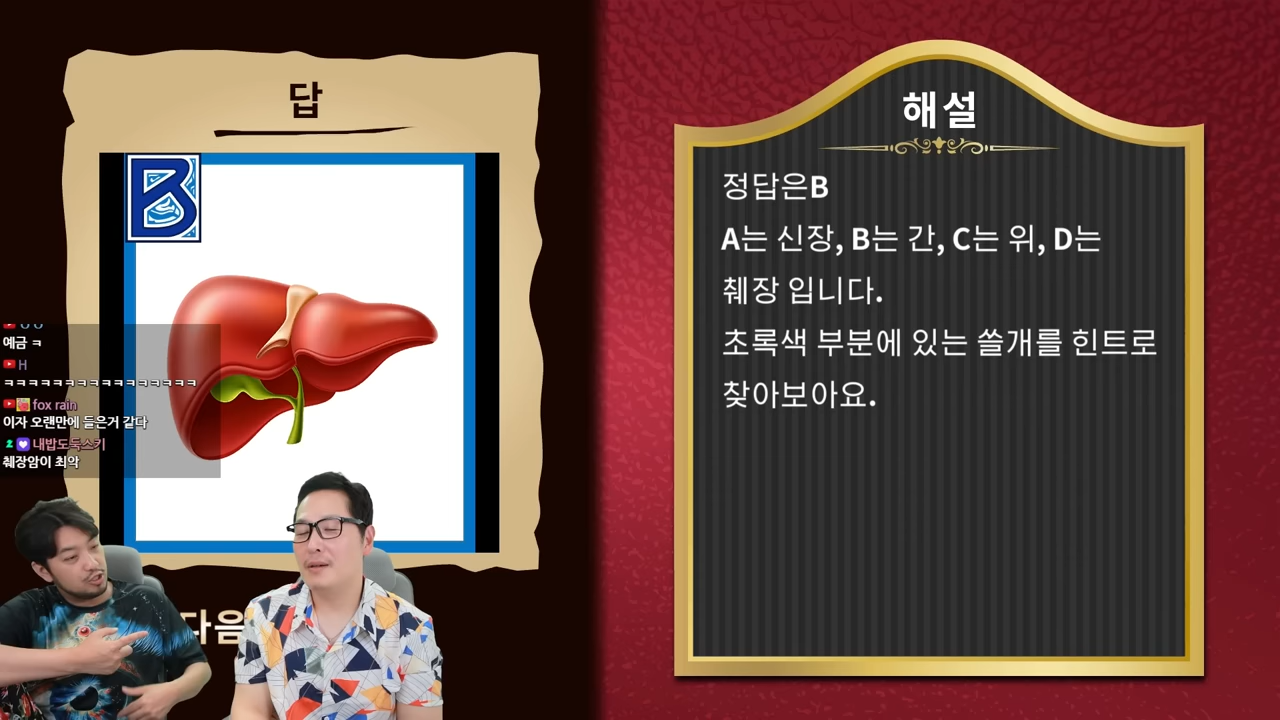 답
B
해설
정답은B
A는 신장, B는 간, C는 위, D는
췌장 입니다.
초록색 부분에 있는 쓸개를 힌트로
찾아보아요.
예금 ㅋ
H
ㅋㅋㅋㅋㅋㅋㅋㅋㅋㅋㅋㅋㅋㅋㅋㅋ
fox rain
이자 오랜만에 들은거 같다
내밥도둑스키
췌장암이 최악
다음